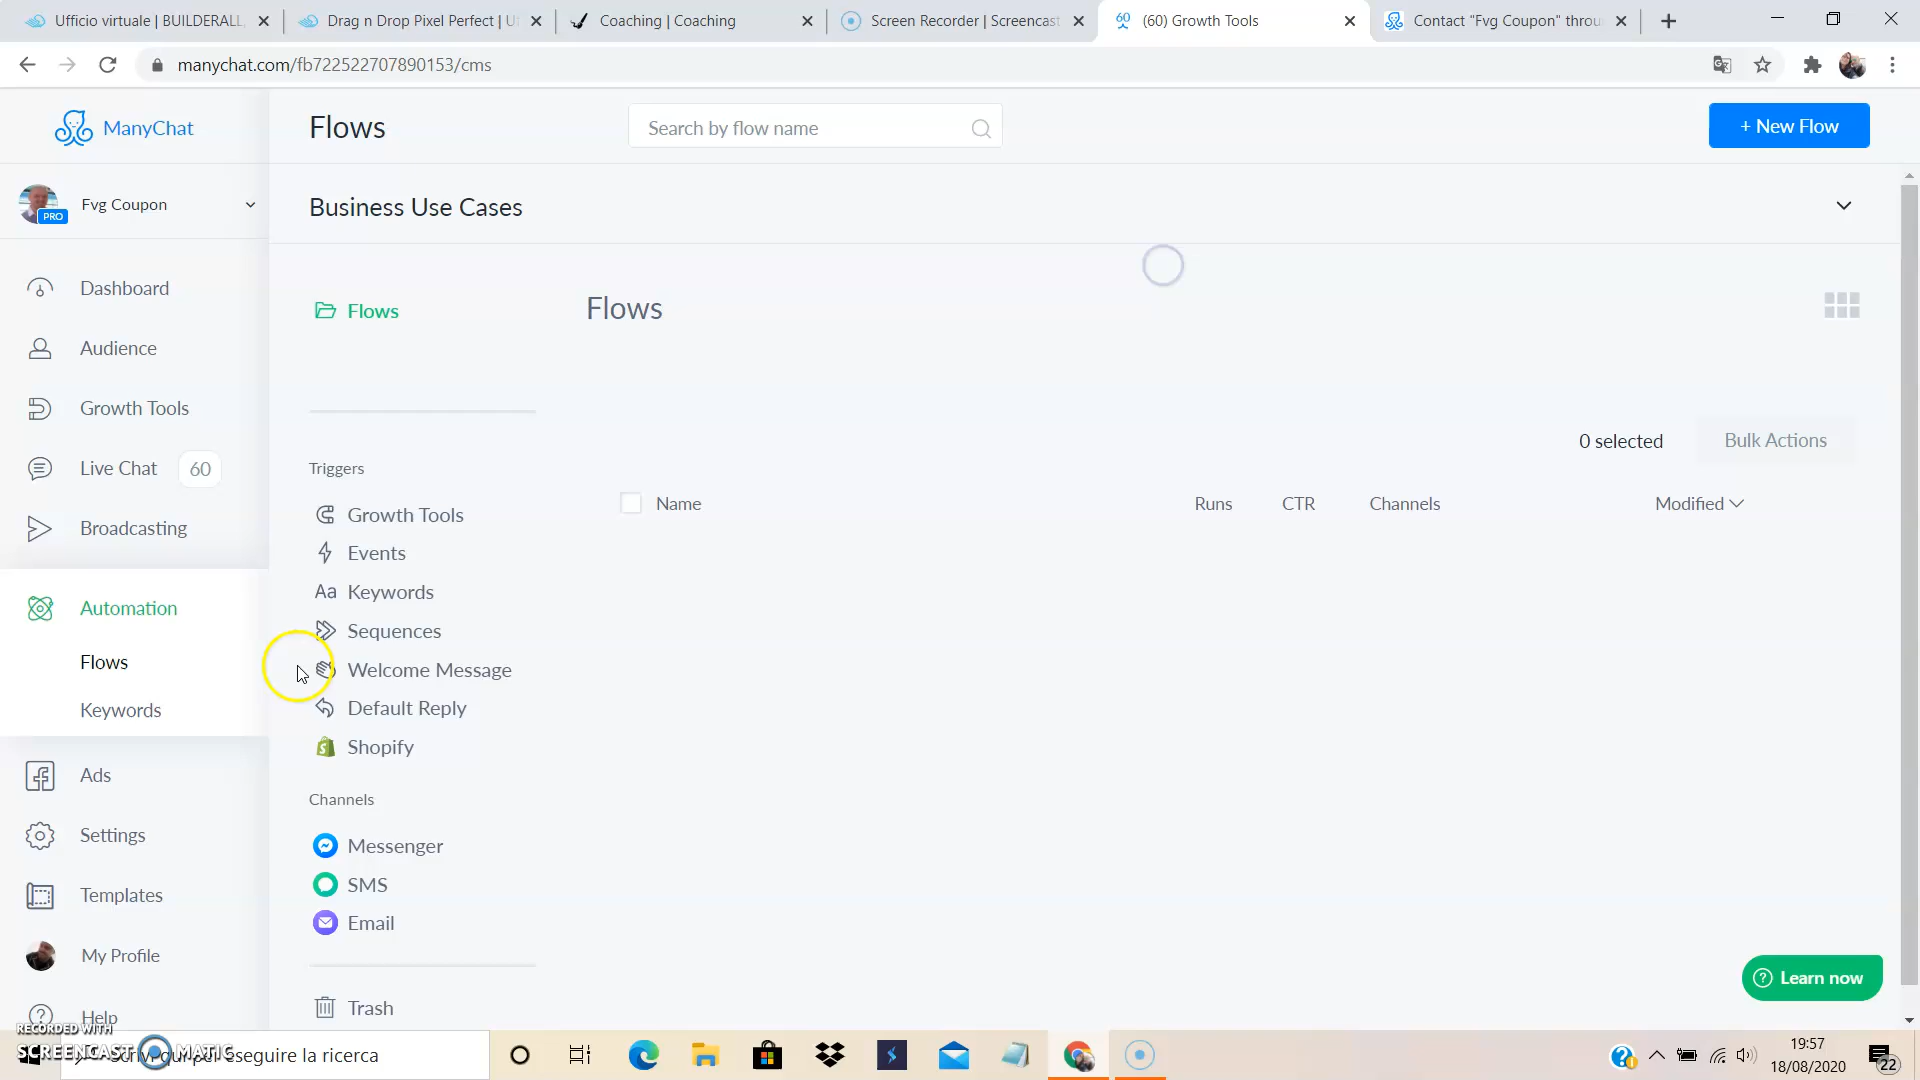 Ufficio virtuale | BUILDERALL
Drag n Drop Pixel Perfect | U
Coaching | Coaching
Screen Recorder | Screencast
60 (60) Growth Tools
Contact "Fvg Coupon" throu
manychat.com/fb722522707890153/cms
ManyChat
Flows
Search by flow name
+ New Flow
Fvg Coupon
PRO
Business Use Cases
Dashboard
Audience
Growth Tools
Live Chat 60
Broadcasting
Automation
Flows
Keywords
Ads
Settings
Templates
My Profile
Help
Flows
Triggers
Growth Tools
Events
Aa Keywords
Sequences
Welcome Message
Default Reply
Shopify
Channels
Messenger
SMS
Email
Trash
Flows
0 selected
Bulk Actions
Name
Runs
CTR
Channels
Modified
? Learn now
RECORDED WITH
SCREENCAST MATIC
Scrivi qui per eseguire la ricerca
19:57
18/08/2020
22